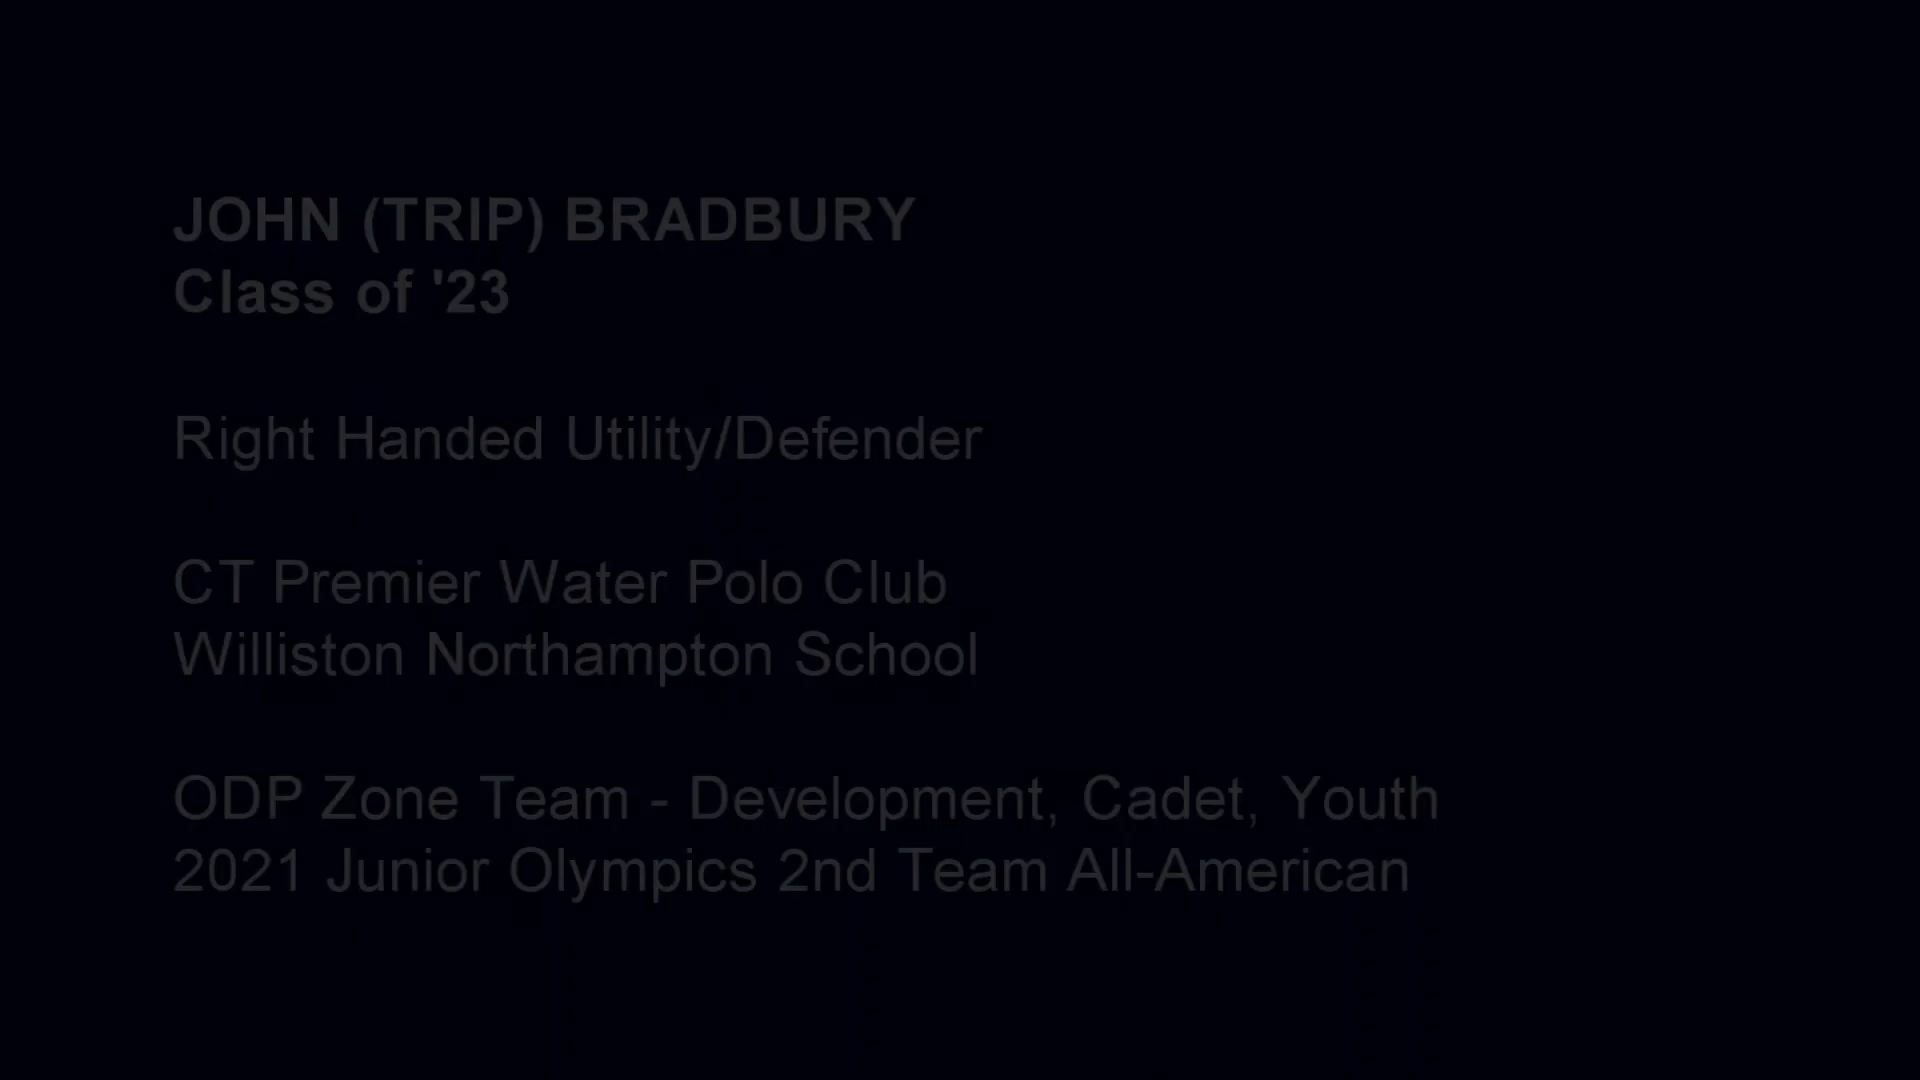 JOHN (TRIP) BRADBURY
Class of '23
Right Handed Utility/Defender
CT Premier Water Polo Club
Williston Northampton School
ODP Zone Team - Development, Cadet, Youth
2021 Junior Olympics 2nd Team All-American